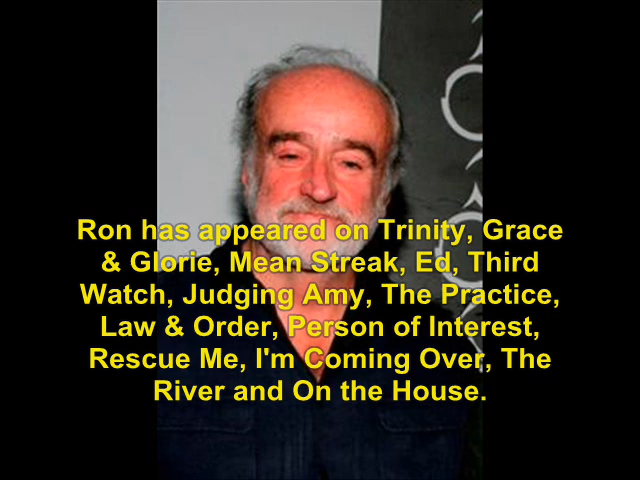 Ron has appeared on Trinity, Grace
& Glorie, Mean Streak, Ed, Third
Watch, Judging Amy, The Practice,
Law & Order, Person of Interest,
Rescue Me, I'm Coming Over, The
River and On the House.